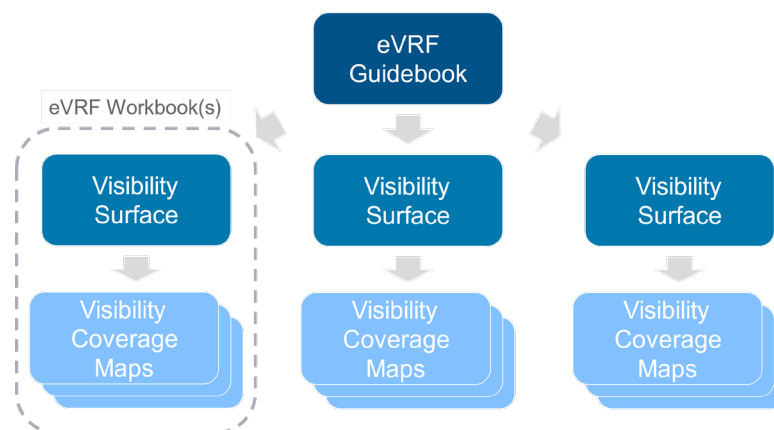 eVRF
Guidebook
eVRF Workbook(s)
Visibility
Surface
Visibility
Surface
Visibility
Surface
Visibility
Coverage
Maps
Visibility
Coverage
Maps
Visibility
Coverage
Maps